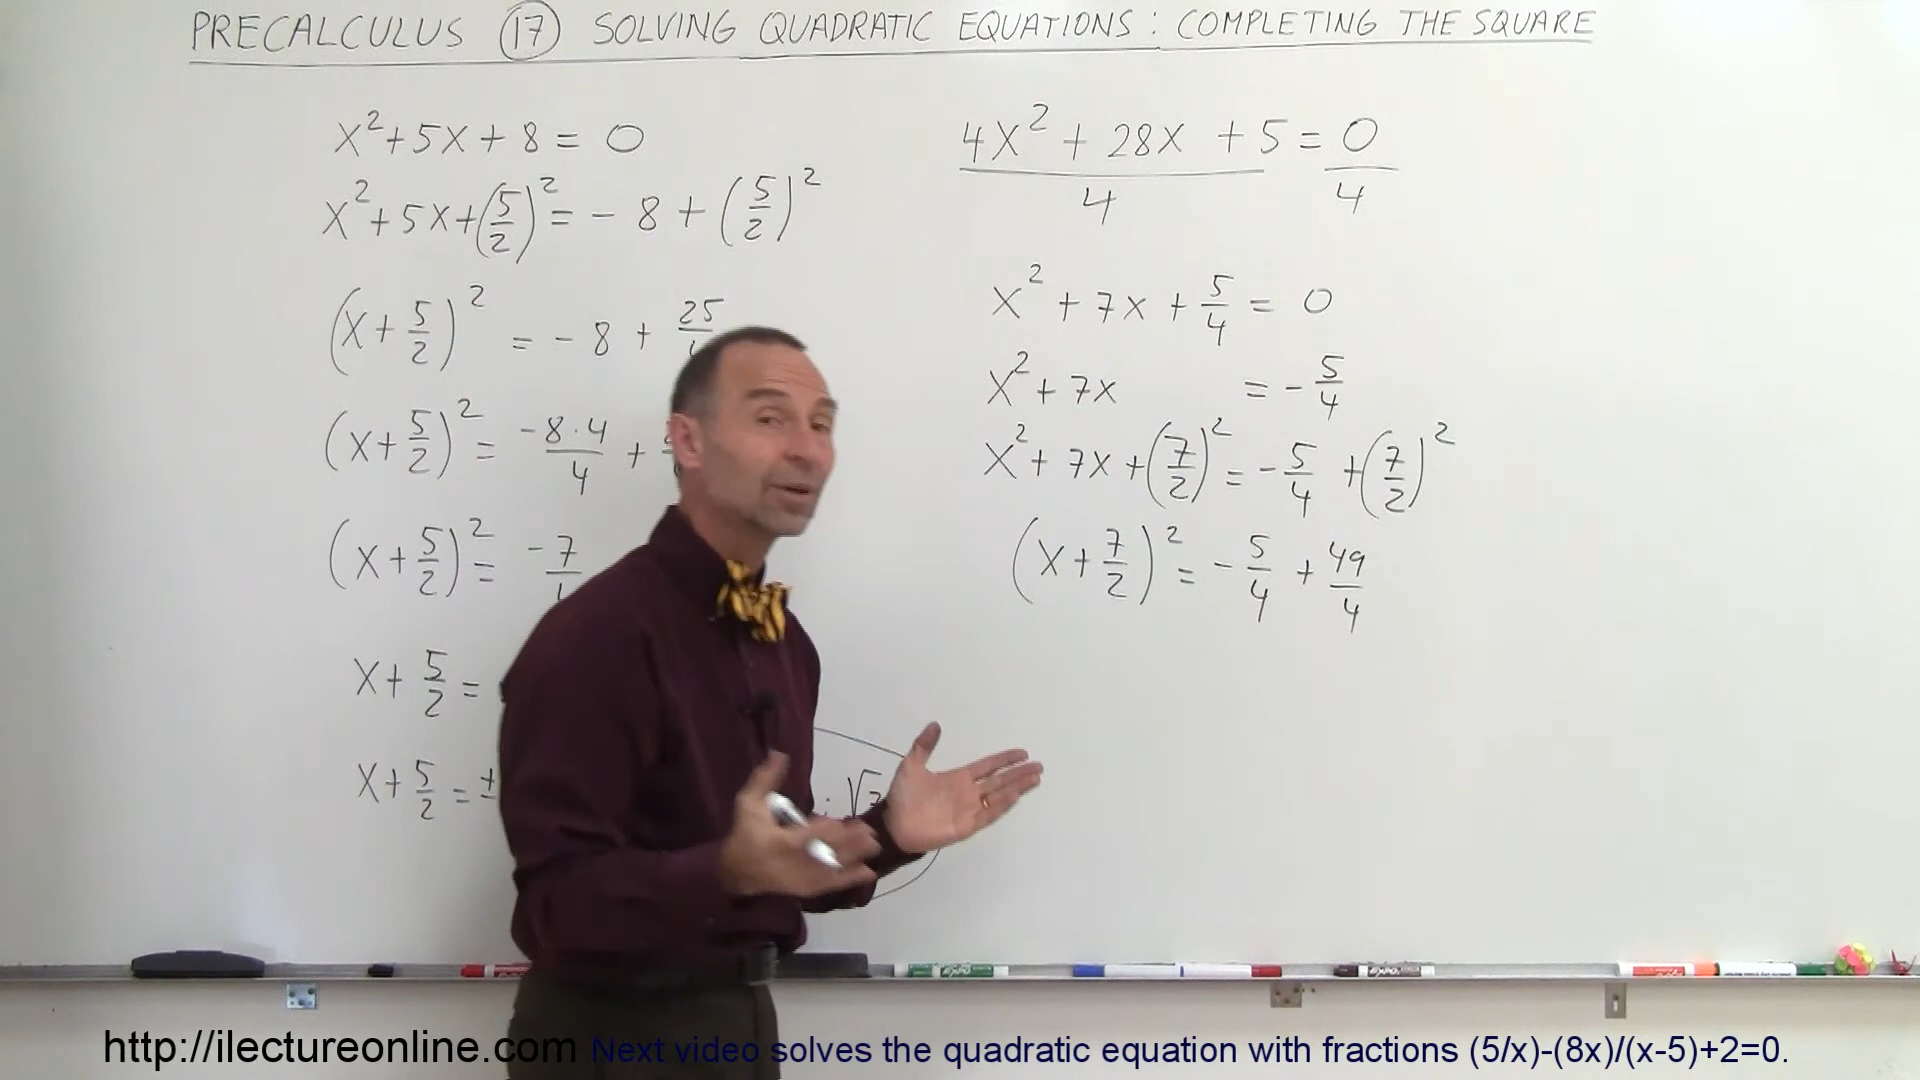 PRECALCULUS 17 SOLVING QUADRATIC EQUATIONS: COMPLETING THE SQUARE
x² + 5x + 8 = 0
x² + 5x + (5/2)² = -8 + (5/2)²
(x + 5/2)² = -8 + 25
(x + 5/2)² = -8·4/4 +
(x + 5/2)² = -7
x + 5/2 =
x + 5/2 = ±
4x² + 28x + 5 = 0
4 4
x² + 7x + 5/4 = 0
x² + 7x = -5/4
x² + 7x + (7/2)² = -5/4 + (7/2)²
(x + 7/2)² = -5/4 + 49/4
http://ilectureonline.com Next video solves the quadratic equation with fractions (5/x)-(8x)/(x-5)+2=0.